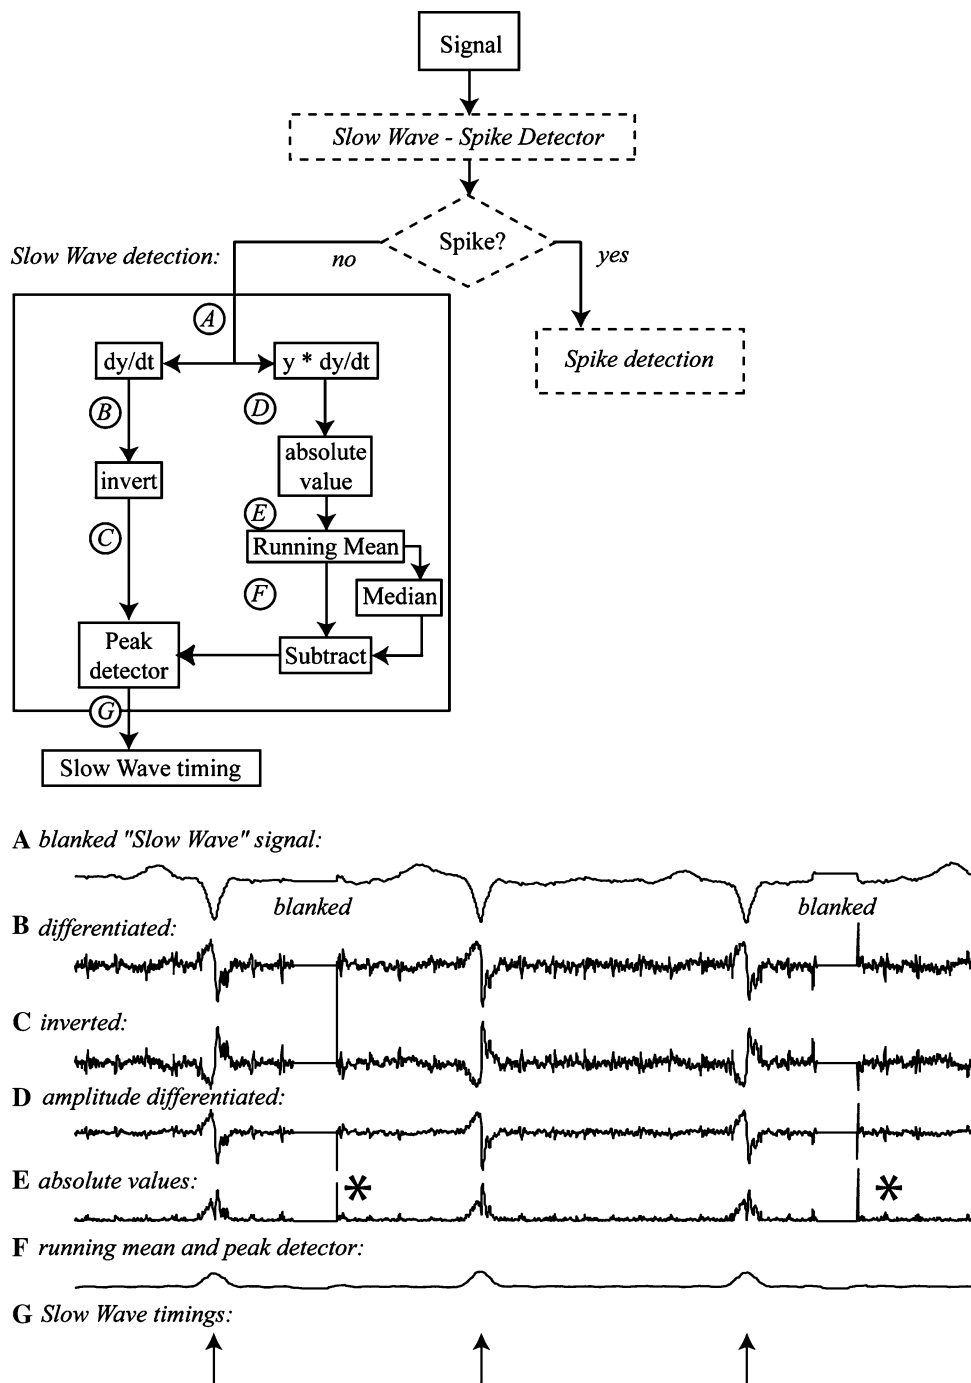 Signal
Slow Wave - Spike Detector
Spike?
Slow Wave detection:
no
yes
A
dy/dt
y * dy/dt
Spike detection
B
D
absolute
value
invert
E
C
Running Mean
F
Median
Peak
detector
Subtract
G
Slow Wave timing
A blanked "Slow Wave" signal:
blanked
blanked
B differentiated:
C inverted:
D amplitude differentiated:
E absolute values:
*
*
F running mean and peak detector:
G Slow Wave timings: